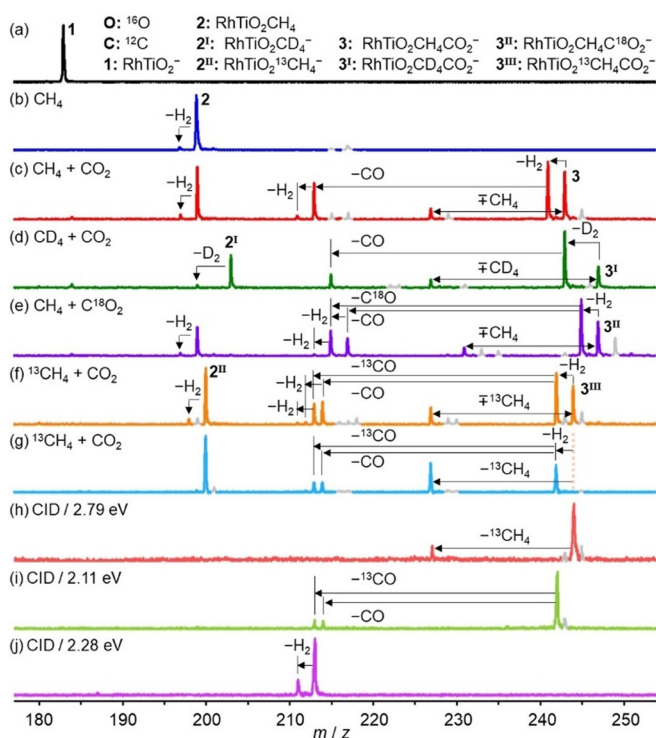 (a) 1 O: ¹⁶O 2: RhTiO₂CH₄
C: ¹²C 2ᴵ: RhTiO₂CD₄⁻ 3: RhTiO₂CH₄CO₂⁻ 3ᴵᴵ: RhTiO₂CH₄C¹⁸O₂⁻
1: RhTiO₂⁻ 2ᴵᴵ: RhTiO₂¹³CH₄⁻ 3ᴵ: RhTiO₂CD₄CO₂⁻ 3ᴵᴵᴵ: RhTiO₂¹³CH₄CO₂⁻
(b) CH₄ −H₂ 2
(c) CH₄ + CO₂ −H₂ −H₂ −CO −H₂ 3
∓CH₄
(d) CD₄ + CO₂ −D₂ 2ᴵ −CO −D₂
∓CD₄ 3ᴵ
(e) CH₄ + C¹⁸O₂ −C¹⁸O −H₂
−H₂ −H₂ −CO ∓CH₄ 3ᴵᴵ
(f) ¹³CH₄ + CO₂ 2ᴵᴵ −¹³CO −H₂
−H₂ −H₂ −CO 3ᴵᴵᴵ
−H₂ ∓¹³CH₄
(g) ¹³CH₄ + CO₂ −¹³CO −H₂
−CO −¹³CH₄
(h) CID / 2.79 eV
−¹³CH₄
(i) CID / 2.11 eV −¹³CO
−CO
(j) CID / 2.28 eV
−H₂
180 190 200 210 220 230 240 250
m / z